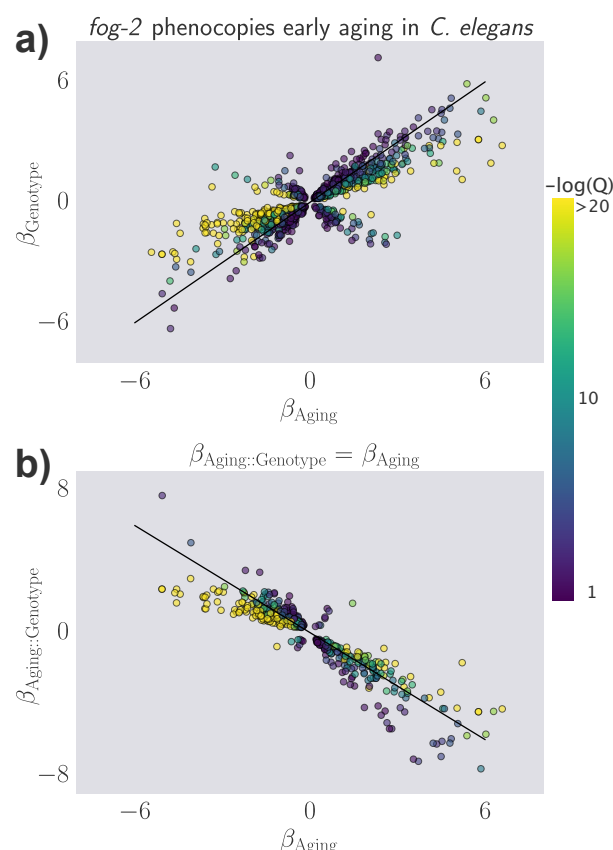 a)
fog-2 phenocopies early aging in C. elegans
6
0
−6
βGenotype
−6 0 6
βAging
−log(Q)
>20
10
1
b)
βAging::Genotype = βAging
8
0
−8
βAging::Genotype
−6 0 6
βAging